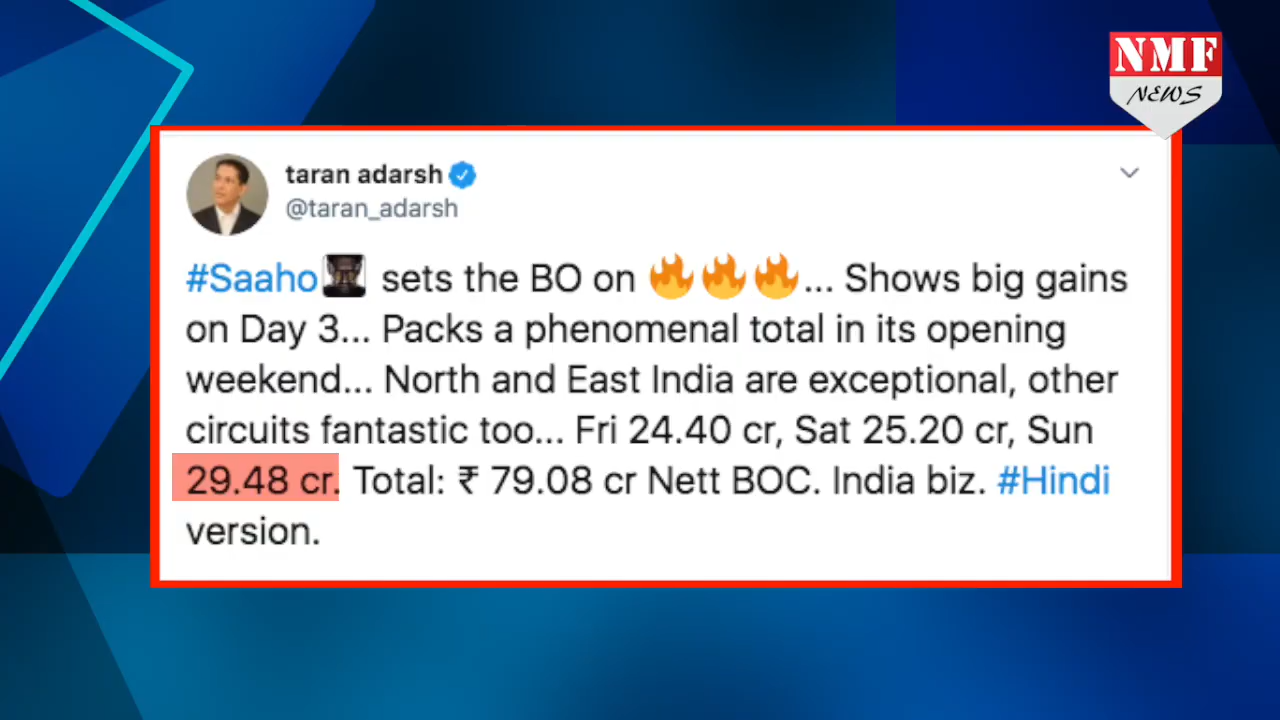 NMF
NEWS
taran adarsh
@taran_adarsh
#Saaho sets the BO on 🔥🔥🔥... Shows big gains
on Day 3... Packs a phenomenal total in its opening
weekend... North and East India are exceptional, other
circuits fantastic too... Fri 24.40 cr, Sat 25.20 cr, Sun
29.48 cr. Total: ₹ 79.08 cr Nett BOC. India biz. #Hindi
version.